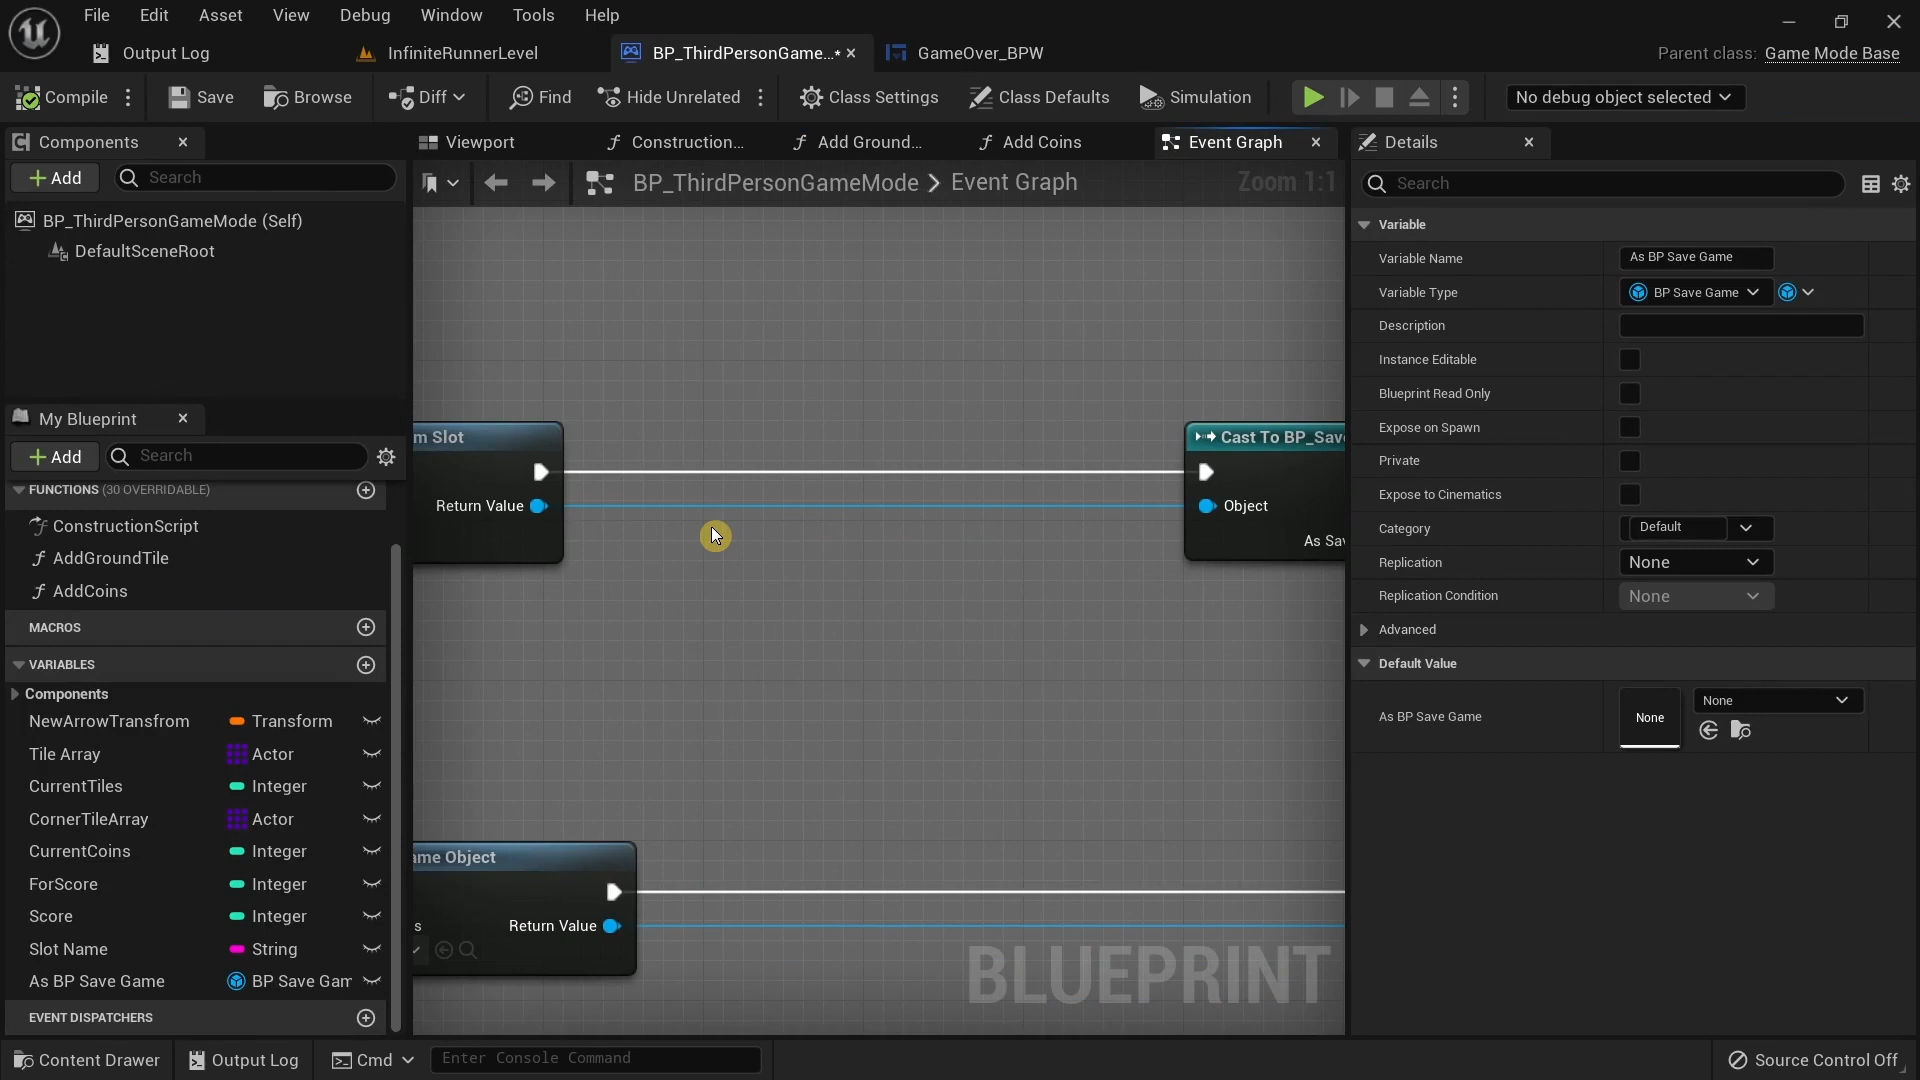 File Edit Asset View Debug Window Tools Help
Output Log InfiniteRunnerLevel BP_ThirdPersonGame...* GameOver_BPW Parent class: Game Mode Base
Compile Save Browse Diff Find Hide Unrelated Class Settings Class Defaults Simulation No debug object selected
Components Viewport Construction... Add Ground... Add Coins Event Graph Details
+ Add Search BP_ThirdPersonGameMode > Event Graph Zoom 1:1 Search
BP_ThirdPersonGameMode (Self)
DefaultSceneRoot
My Blueprint
+ Add Search
FUNCTIONS (30 OVERRIDABLE)
ConstructionScript
AddGroundTile
AddCoins
MACROS
VARIABLES
Components
NewArrowTransfrom Transform
Tile Array Actor
CurrentTiles Integer
CornerTileArray Actor
CurrentCoins Integer
ForScore Integer
Score Integer
Slot Name String
As BP Save Game BP Save Gam
EVENT DISPATCHERS
m Slot
Return Value
Cast To BP_Sav
Object
As Sav
ame Object
s Return Value
BLUEPRINT
Variable
Variable Name As BP Save Game
Variable Type BP Save Game
Description
Instance Editable
Blueprint Read Only
Expose on Spawn
Private
Expose to Cinematics
Category Default
Replication None
Replication Condition None
Advanced
Default Value
As BP Save Game None None
Content Drawer Output Log Cmd Enter Console Command Source Control Off